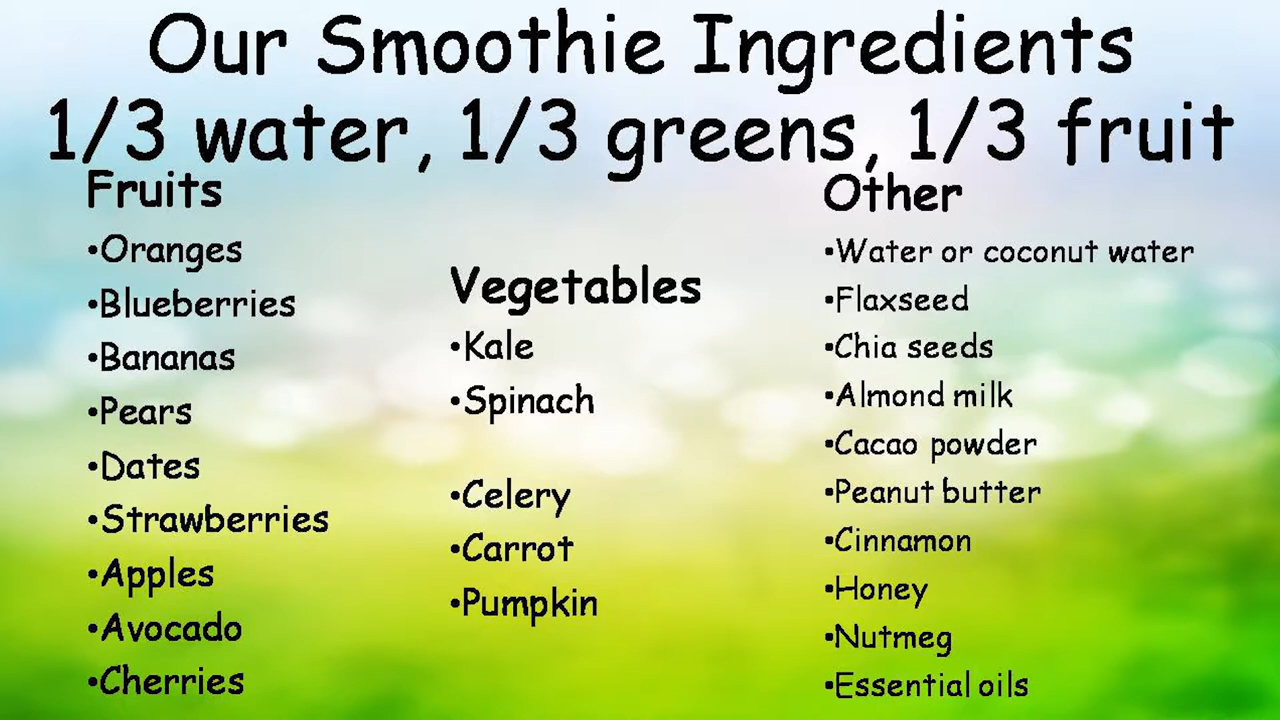 Our Smoothie Ingredients
1/3 water, 1/3 greens, 1/3 fruit
Fruits
•Oranges
•Blueberries
•Bananas
•Pears
•Dates
•Strawberries
•Apples
•Avocado
•Cherries
Vegetables
•Kale
•Spinach
•Celery
•Carrot
•Pumpkin
Other
•Water or coconut water
•Flaxseed
•Chia seeds
•Almond milk
•Cacao powder
•Peanut butter
•Cinnamon
•Honey
•Nutmeg
•Essential oils